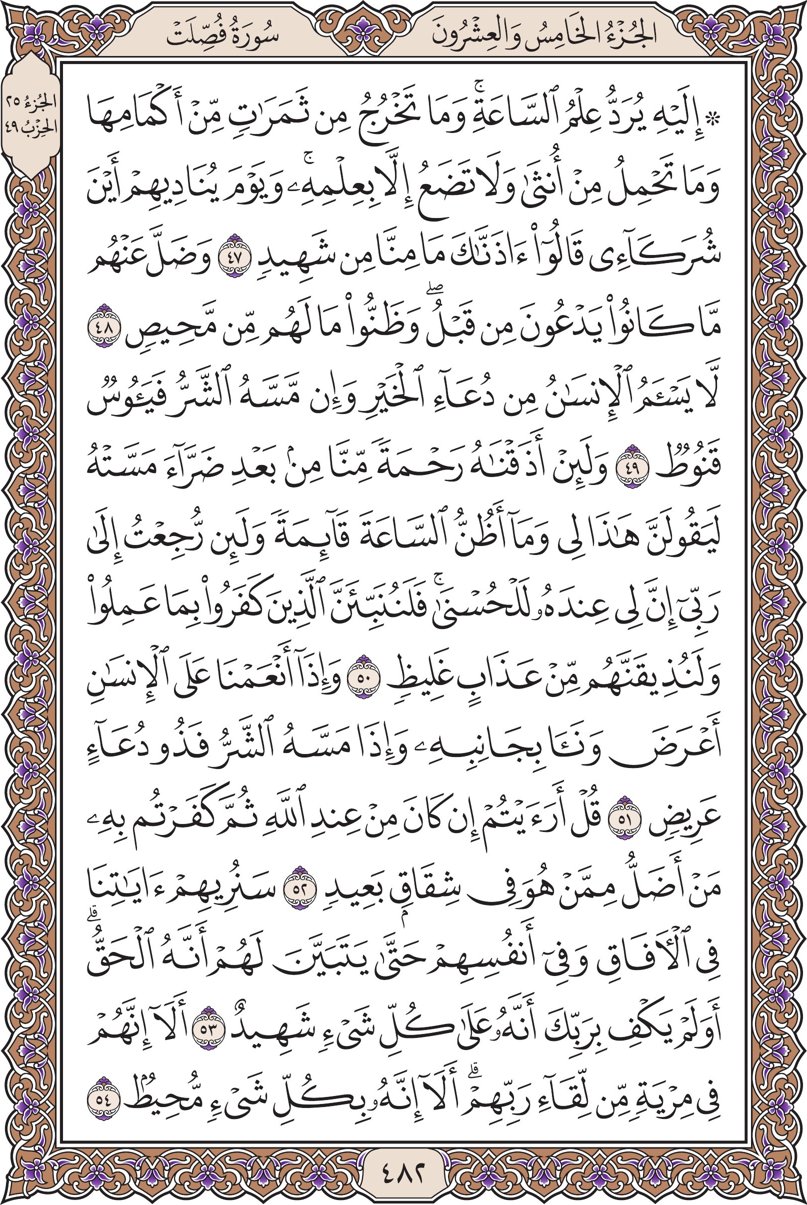 الجُزْءُ الخَامِسُ وَالعِشْرُونَ
سُورَةُ فُصِّلَتْ
الجُزْءُ ٢٥
الحِزْبُ ٤٩
۞ إِلَيْهِ يُرَدُّ عِلْمُ ٱلسَّاعَةِۚ وَمَا تَخْرُجُ مِن ثَمَرَٰتٍ مِّنْ أَكْمَامِهَا
وَمَا تَحْمِلُ مِنْ أُنثَىٰ وَلَا تَضَعُ إِلَّا بِعِلْمِهِۦۚ وَيَوْمَ يُنَادِيهِمْ أَيْنَ
شُرَكَآءِى قَالُوٓا۟ ءَاذَنَّٰكَ مَا مِنَّا مِن شَهِيدٍ ٤٧ وَضَلَّ عَنْهُم
مَّا كَانُوا۟ يَدْعُونَ مِن قَبْلُۖ وَظَنُّوا۟ مَا لَهُم مِّن مَّحِيصٍ ٤٨
لَّا يَسْـَٔمُ ٱلْإِنسَٰنُ مِن دُعَآءِ ٱلْخَيْرِ وَإِن مَّسَّهُ ٱلشَّرُّ فَيَـُٔوسٌ
قَنُوطٌ ٤٩ وَلَئِنْ أَذَقْنَٰهُ رَحْمَةً مِّنَّا مِنۢ بَعْدِ ضَرَّآءَ مَسَّتْهُ
لَيَقُولَنَّ هَٰذَا لِى وَمَآ أَظُنُّ ٱلسَّاعَةَ قَآئِمَةً وَلَئِن رُّجِعْتُ إِلَىٰ
رَبِّىٓ إِنَّ لِى عِندَهُۥ لَلْحُسْنَىٰۚ فَلَنُنَبِّئَنَّ ٱلَّذِينَ كَفَرُوا۟ بِمَا عَمِلُوا۟
وَلَنُذِيقَنَّهُم مِّنْ عَذَابٍ غَلِيظٍ ٥٠ وَإِذَآ أَنْعَمْنَا عَلَى ٱلْإِنسَٰنِ
أَعْرَضَ وَنَـَٔا بِجَانِبِهِۦ وَإِذَا مَسَّهُ ٱلشَّرُّ فَذُو دُعَآءٍ
عَرِيضٍ ٥١ قُلْ أَرَءَيْتُمْ إِن كَانَ مِنْ عِندِ ٱللَّهِ ثُمَّ كَفَرْتُم بِهِۦ
مَنْ أَضَلُّ مِمَّنْ هُوَ فِى شِقَاقٍۭ بَعِيدٍ ٥٢ سَنُرِيهِمْ ءَايَٰتِنَا
فِى ٱلْـَٔافَاقِ وَفِىٓ أَنفُسِهِمْ حَتَّىٰ يَتَبَيَّنَ لَهُمْ أَنَّهُ ٱلْحَقُّۗ
أَوَلَمْ يَكْفِ بِرَبِّكَ أَنَّهُۥ عَلَىٰ كُلِّ شَىْءٍ شَهِيدٌ ٥٣ أَلَآ إِنَّهُمْ
فِى مِرْيَةٍ مِّن لِّقَآءِ رَبِّهِمْۗ أَلَآ إِنَّهُۥ بِكُلِّ شَىْءٍ مُّحِيطٌۢ ٥٤
٤٨٢